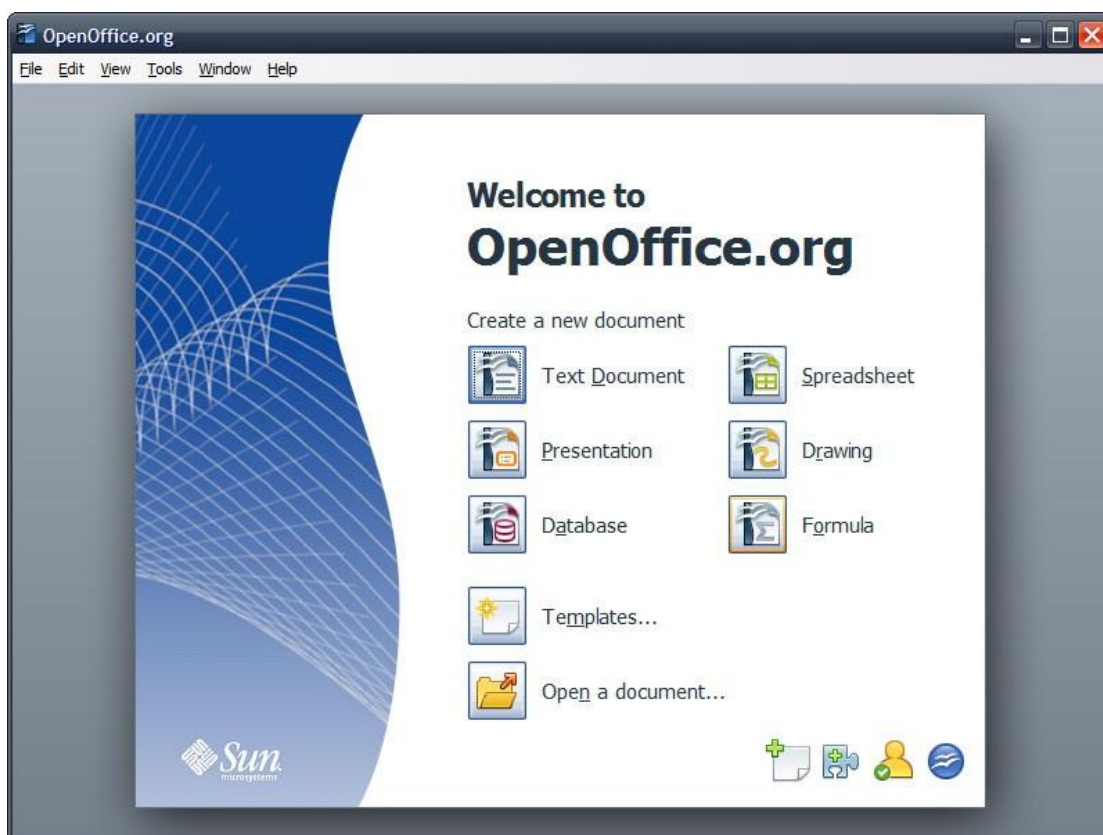 OpenOffice.org
File Edit View Tools Window Help
Welcome to
OpenOffice.org
Create a new document
Text Document Spreadsheet
Presentation Drawing
Database Formula
Templates...
Open a document...
Sun
microsystems